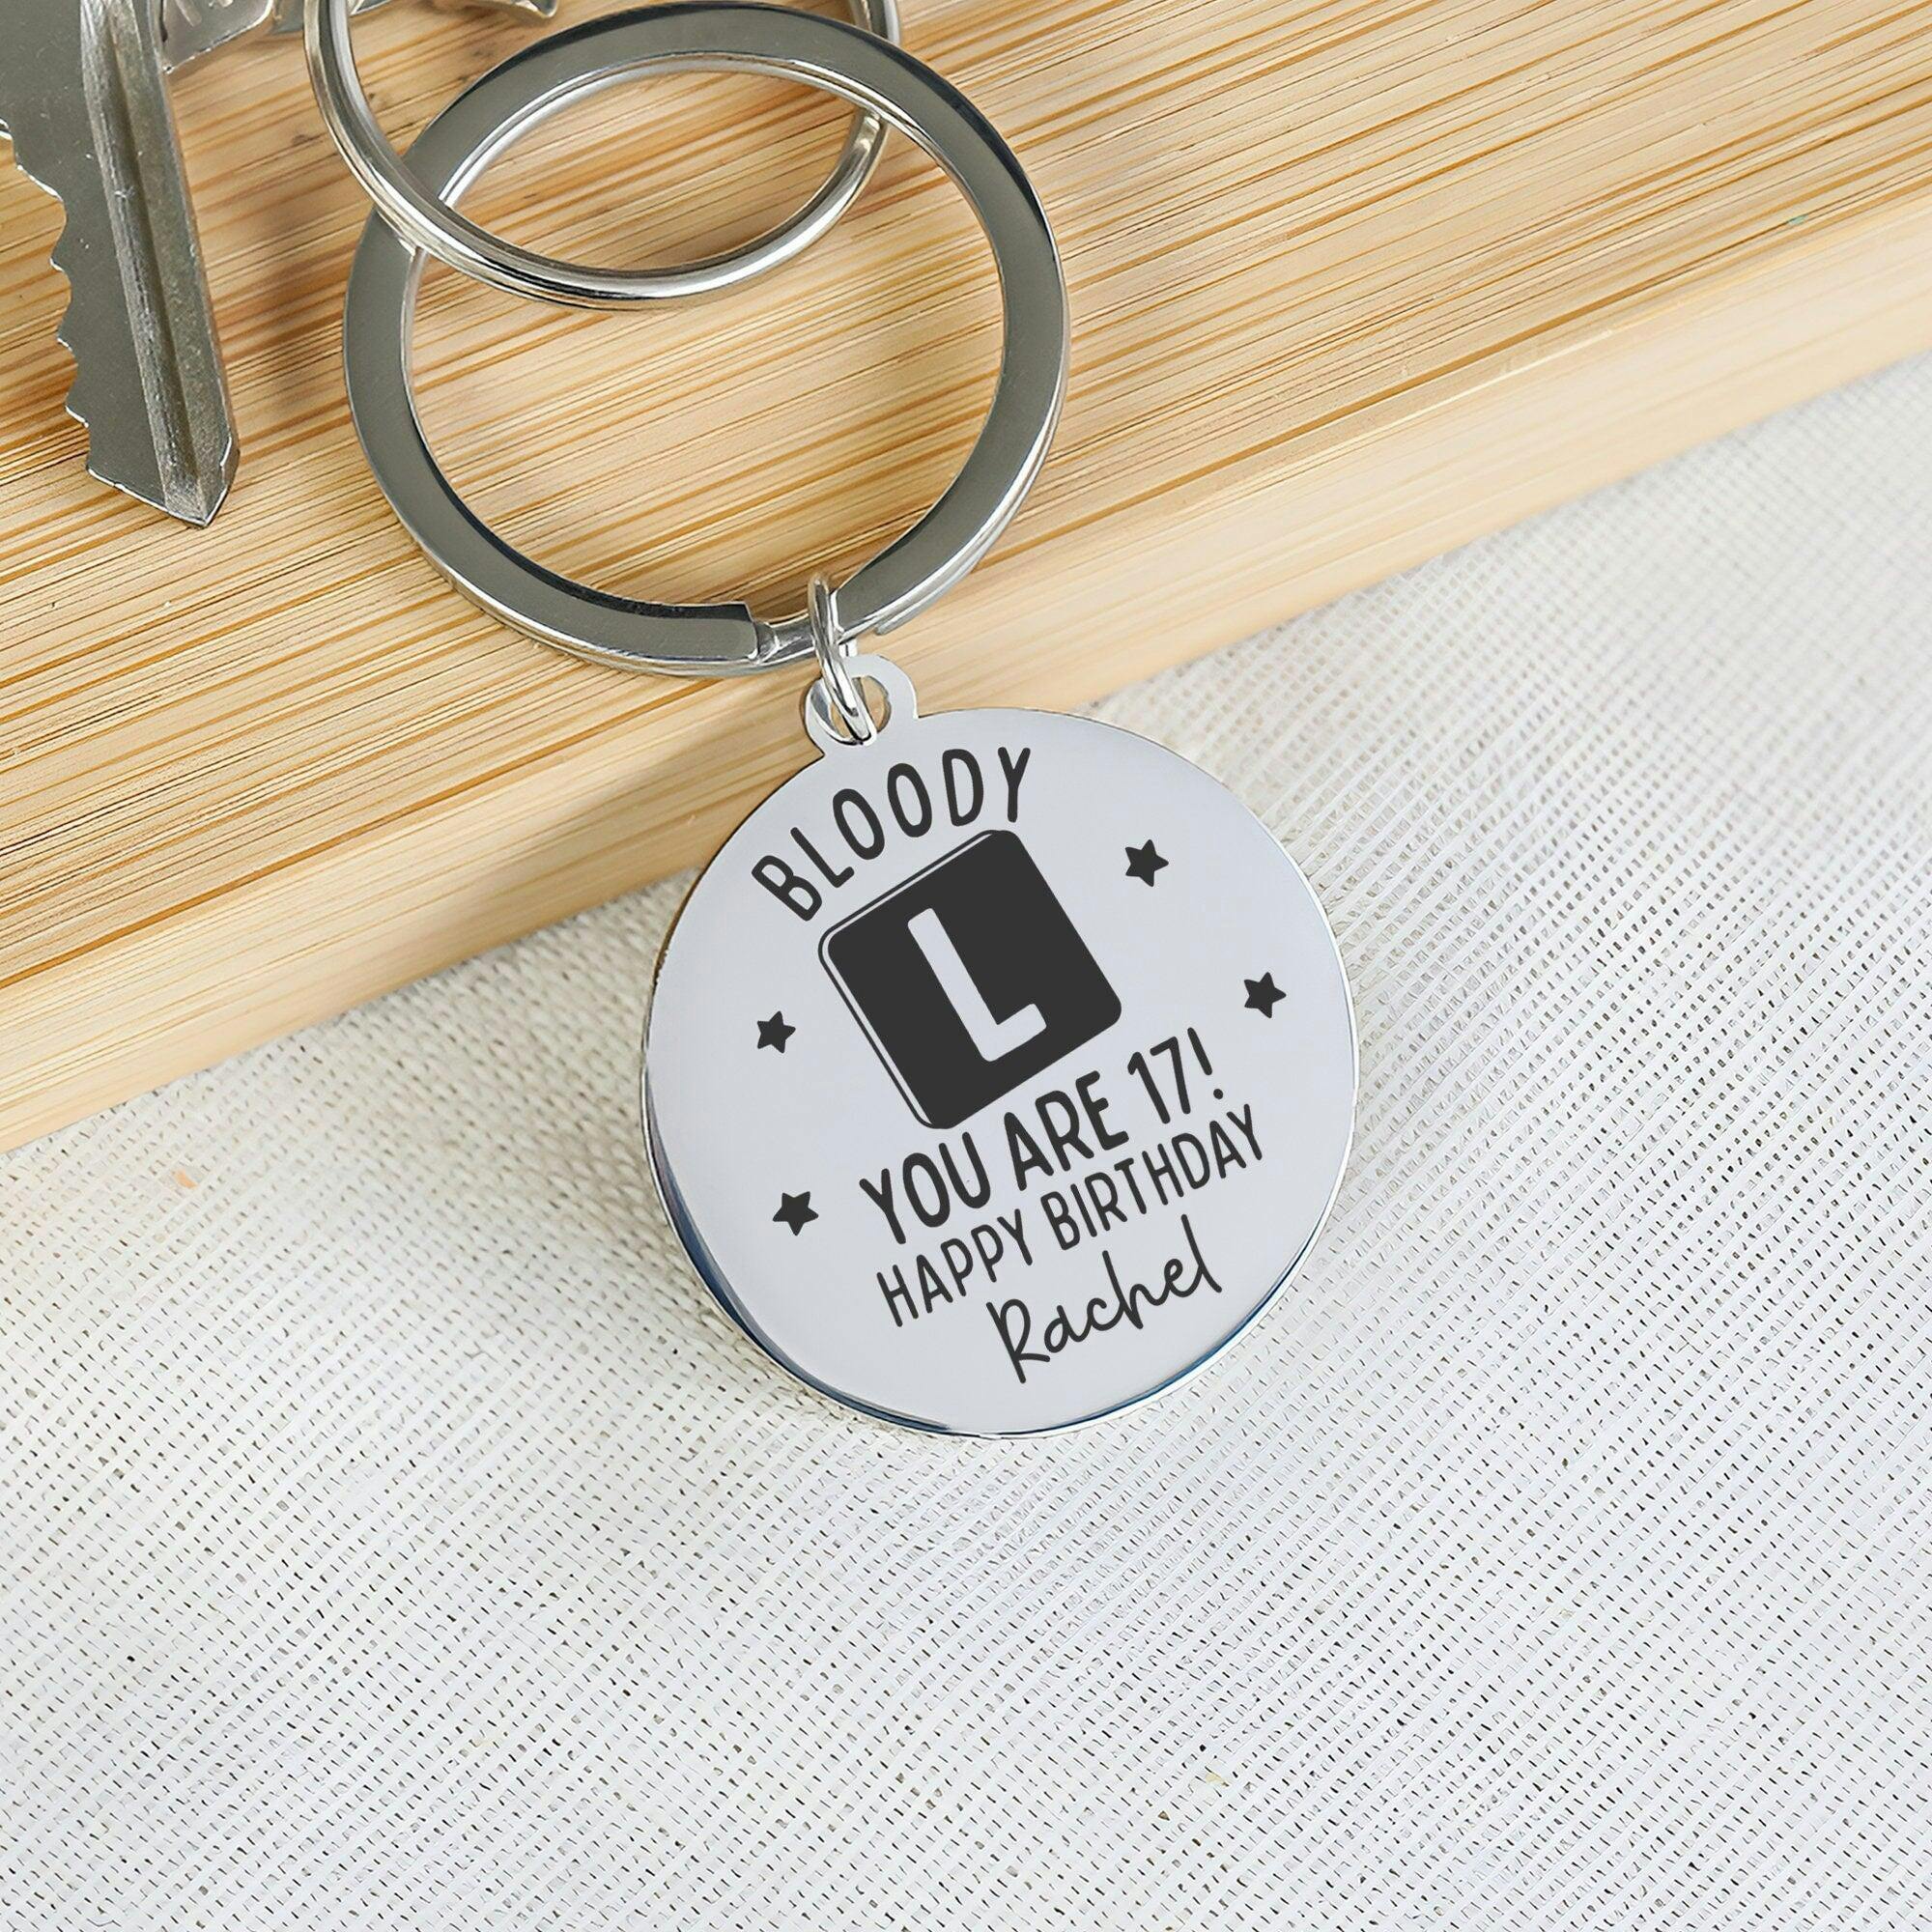 BLOODY
L
YOU ARE 17!
HAPPY BIRTHDAY
Rachel